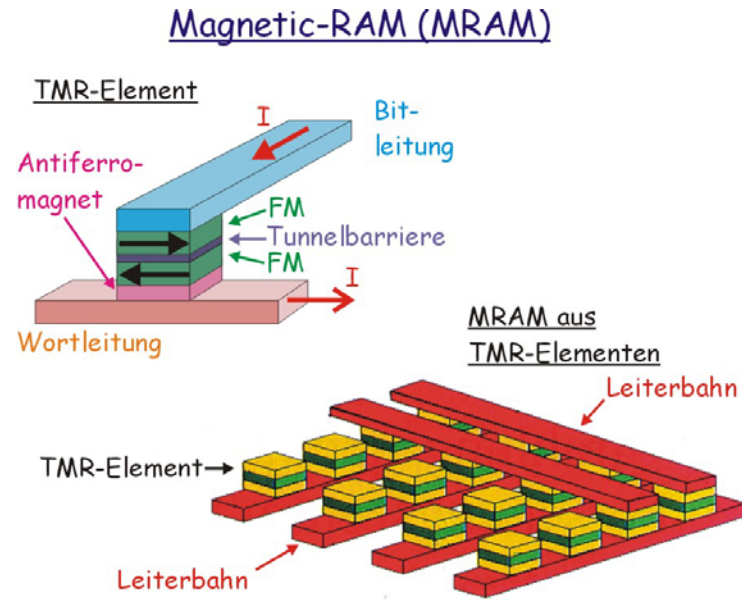 Magnetic-RAM (MRAM)
TMR-Element
I
Bit-
leitung
Antiferro-
magnet
FM
Tunnelbarriere
FM
I
Wortleitung
MRAM aus
TMR-Elementen
Leiterbahn
TMR-Element
Leiterbahn